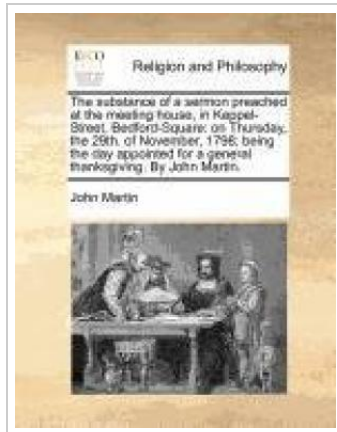 ECCO
Religion and Philosophy
The substance of a sermon preached
at the meeting house, in Keppel-
Street, Bedford-Square: on Thursday,
the 29th. of November, 1798; being
the day appointed for a general
thanksgiving. By John Martin.
John Martin